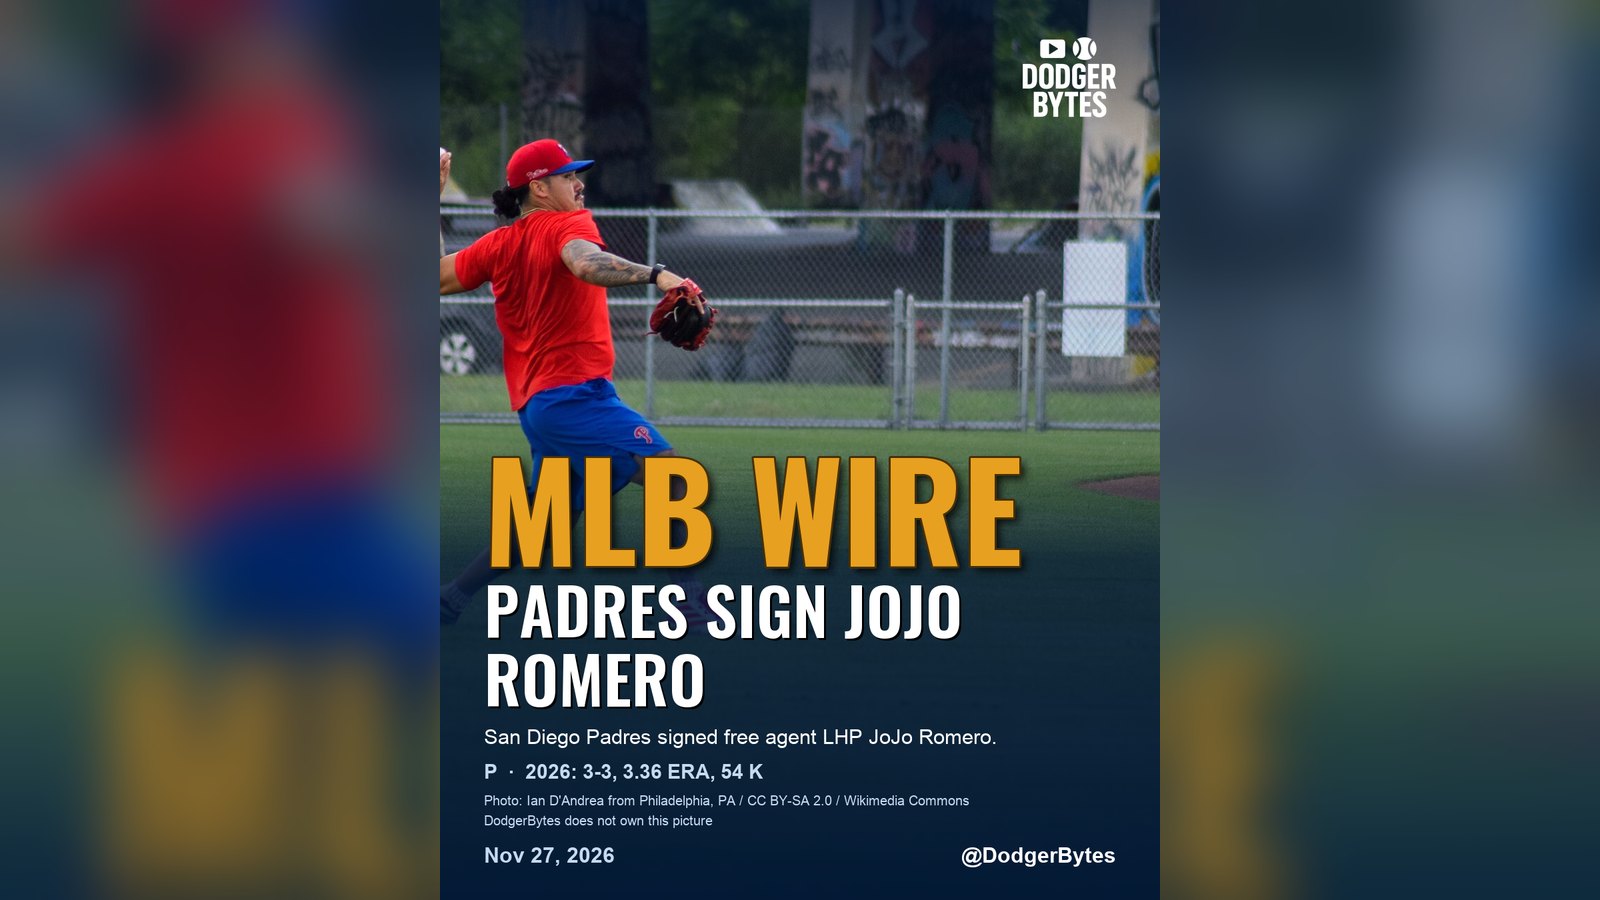 DODGER
BYTES
MLB WIRE
PADRES SIGN JOJO
ROMERO
San Diego Padres signed free agent LHP JoJo Romero.
P · 2026: 3-3, 3.36 ERA, 54 K
Photo: Ian D'Andrea from Philadelphia, PA / CC BY-SA 2.0 / Wikimedia Commons
DodgerBytes does not own this picture
Nov 27, 2026
@DodgerBytes